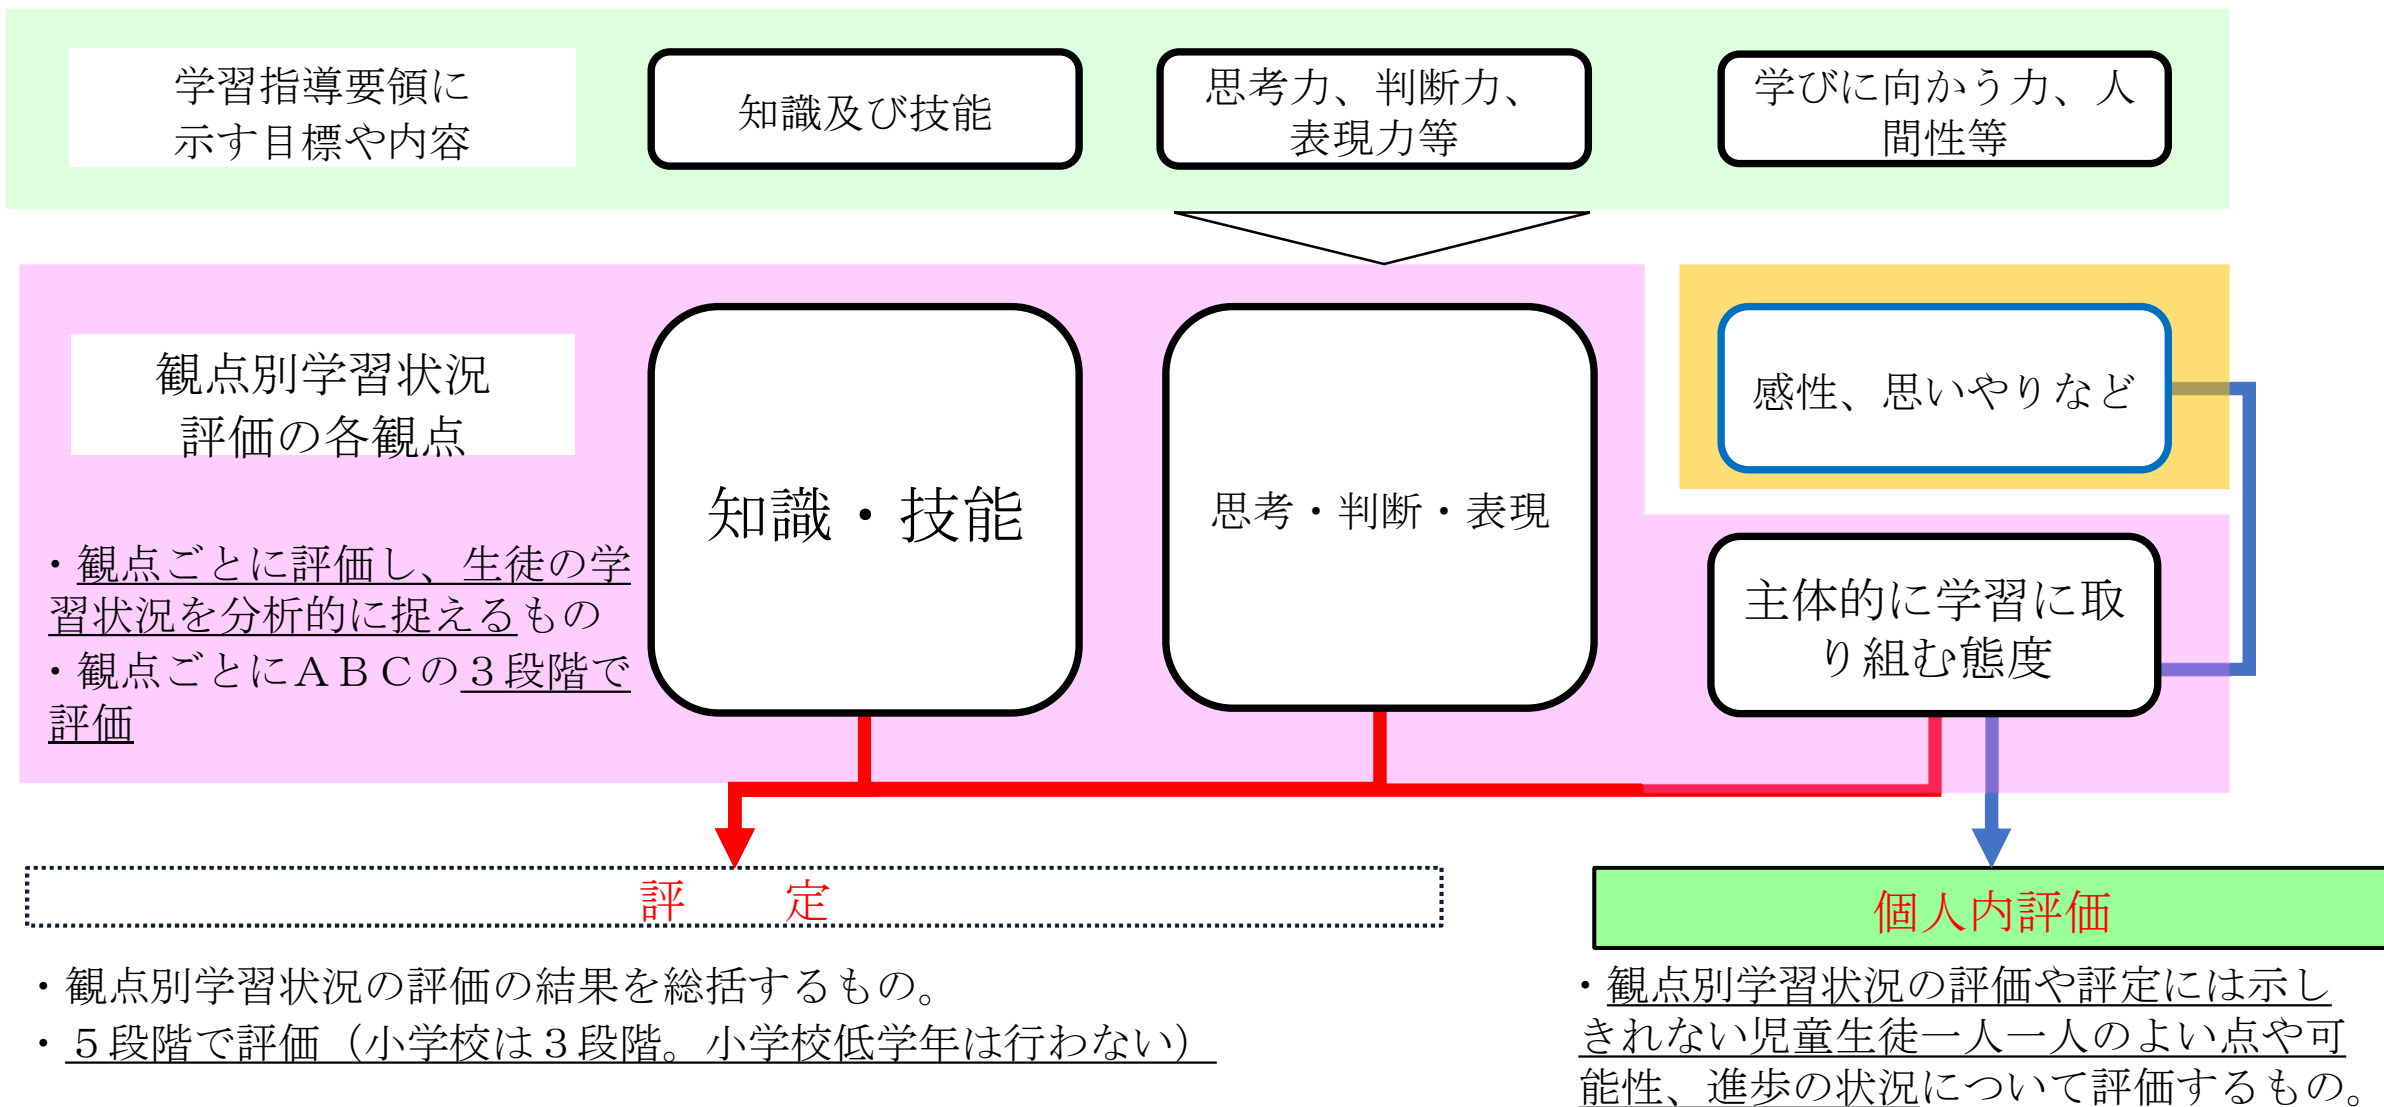 学習指導要領に
示す目標や内容
知識及び技能
思考力、判断力、
表現力等
学びに向かう力、人
間性等
観点別学習状況
評価の各観点
・観点ごとに評価し、生徒の学
習状況を分析的に捉えるもの
・観点ごとにＡＢＣの３段階で
評価
知識・技能
思考・判断・表現
感性、思いやりなど
主体的に学習に取
り組む態度
評　　定
・観点別学習状況の評価の結果を総括するもの。
・５段階で評価（小学校は３段階。小学校低学年は行わない）
個人内評価
・観点別学習状況の評価や評定には示し
きれない児童生徒一人一人のよい点や可
能性、進歩の状況について評価するもの。